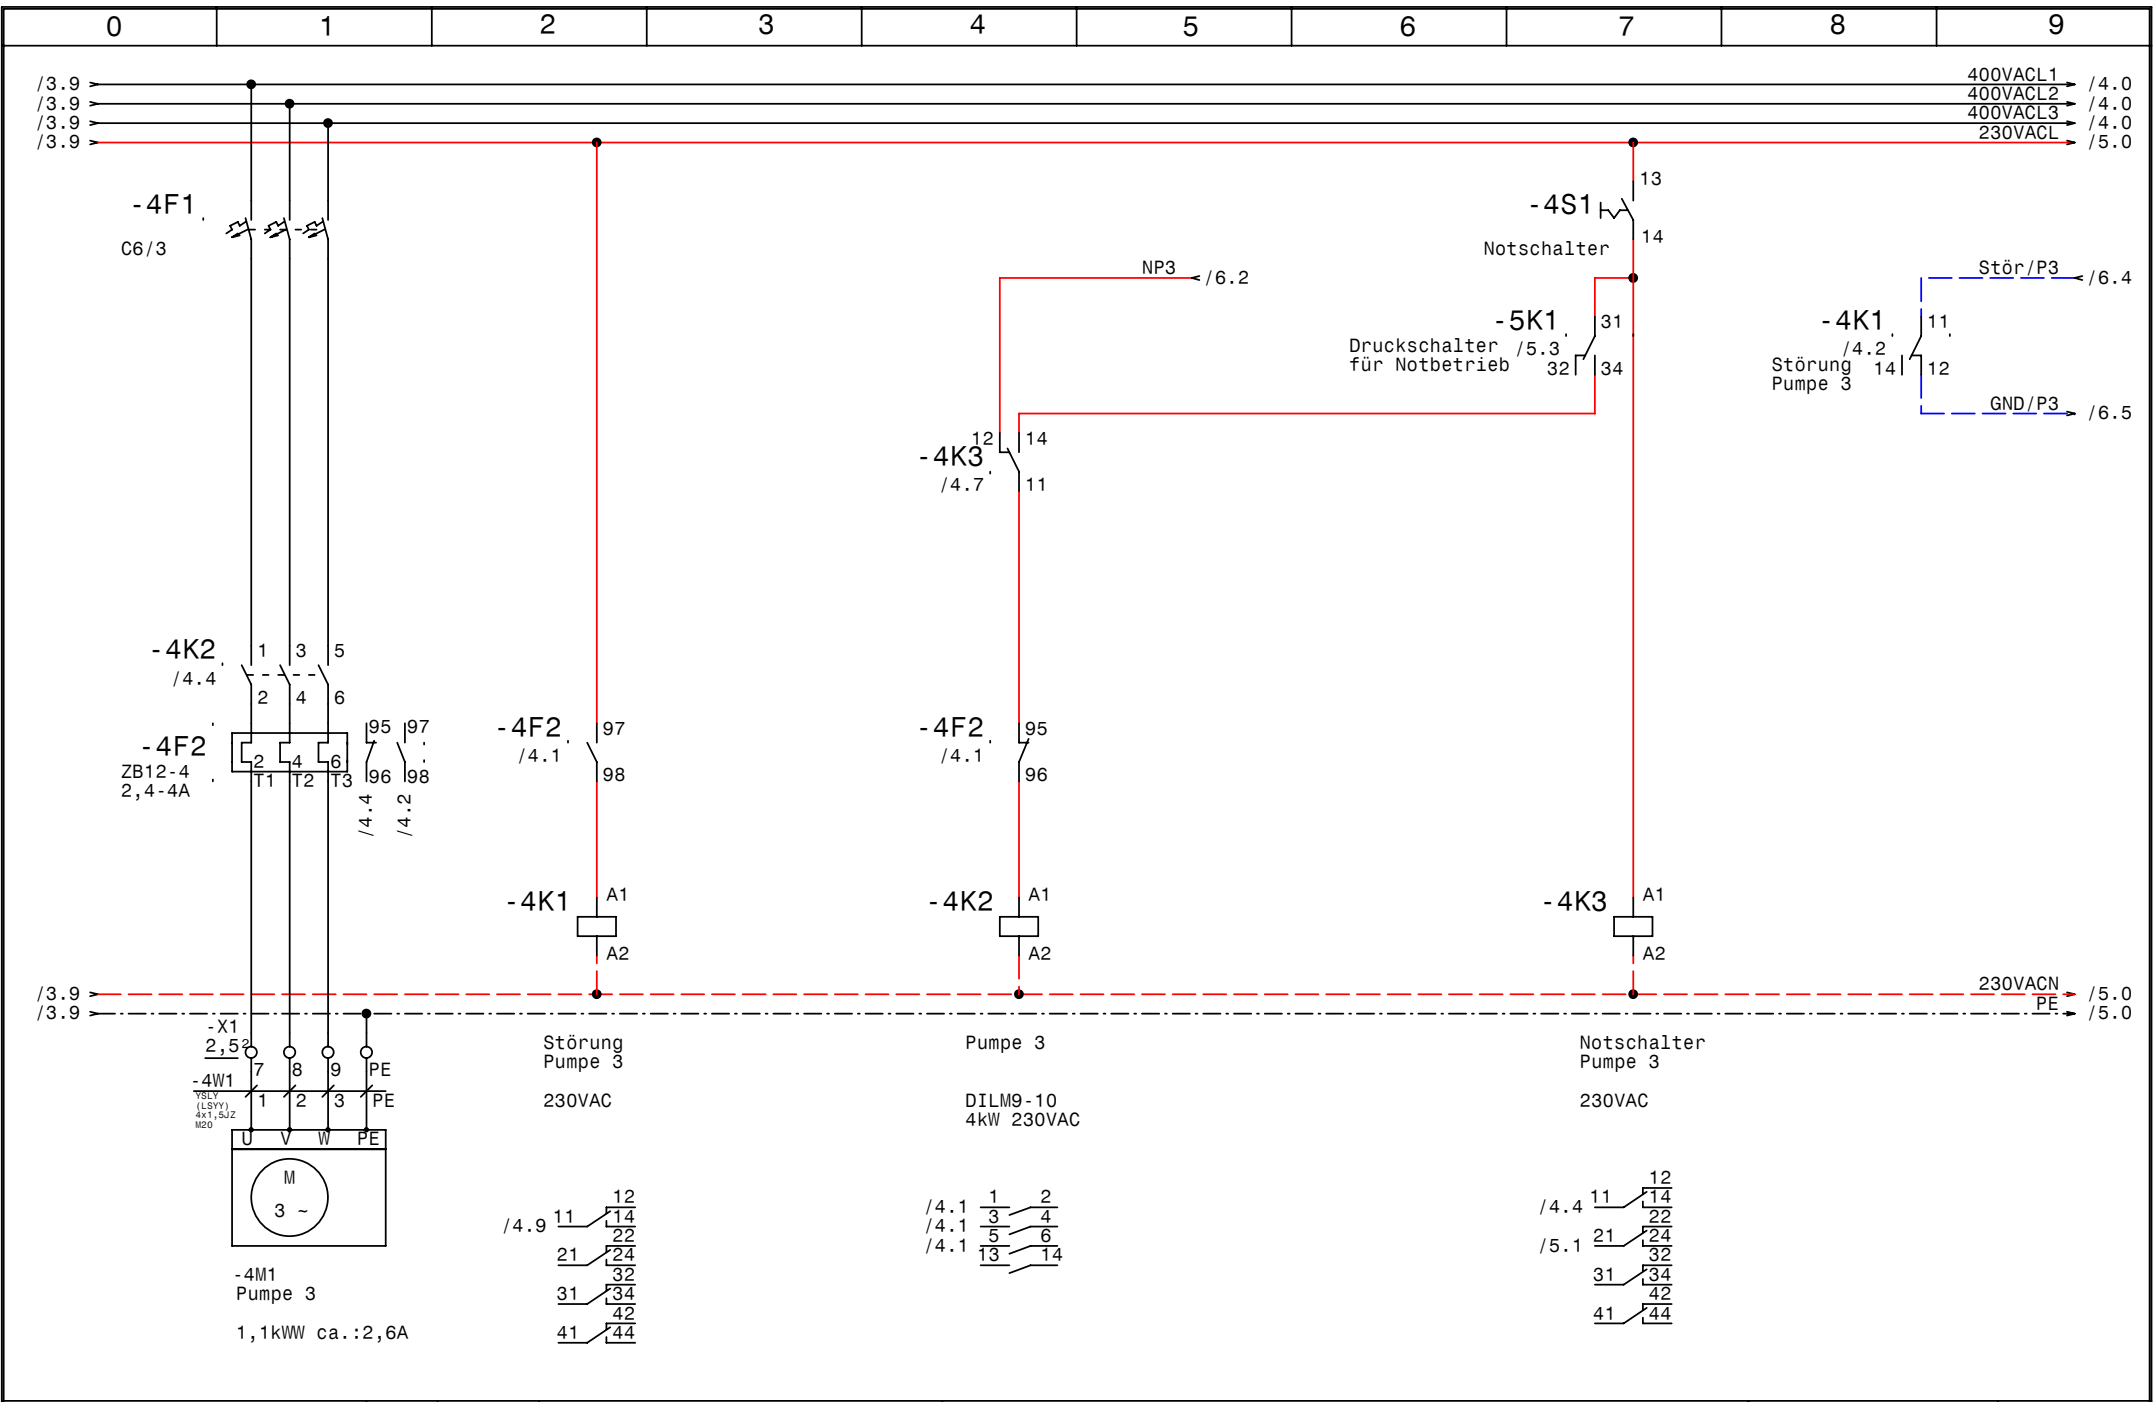 0 1 2 3 4 5 6 7 8 9
/3.9 400VACL1 /4.0
/3.9 400VACL2 /4.0
/3.9 400VACL3 /4.0
/3.9 230VACL /5.0
-4F1
C6/3
13
-4S1
14
Notschalter
NP3 /6.2
Stör/P3 /6.4
-5K1 31
/5.3
32 34
Druckschalter
für Notbetrieb
-4K1 11
/4.2
14 12
Störung
Pumpe 3
GND/P3 /6.5
12 14
-4K3
/4.7 11
-4K2 1 3 5
/4.4
2 4 6
-4F2
ZB12-4
2,4-4A
2 4 6
T1 T2 T3
95 97
96 98
/4.4 /4.2
-4F2 97
/4.1
98
-4F2 95
/4.1
96
-4K1 A1
A2
-4K2 A1
A2
-4K3 A1
A2
/3.9 230VACN /5.0
/3.9 PE /5.0
-X1
2,5²
7 8 9 PE
-4W1
YSLY
(LSYY)
4x1,5JZ
M20
1 2 3 PE
U V W PE
M
3 ~
-4M1
Pumpe 3
1,1kWW ca.:2,6A
Störung
Pumpe 3
230VAC
12
/4.9 11 14
22
21 24
32
31 34
42
41 44
Pumpe 3
DILM9-10
4kW 230VAC
/4.1 1 2
/4.1 3 4
/4.1 5 6
13 14
Notschalter
Pumpe 3
230VAC
12
/4.4 11 14
22
/5.1 21 24
32
31 34
42
41 44